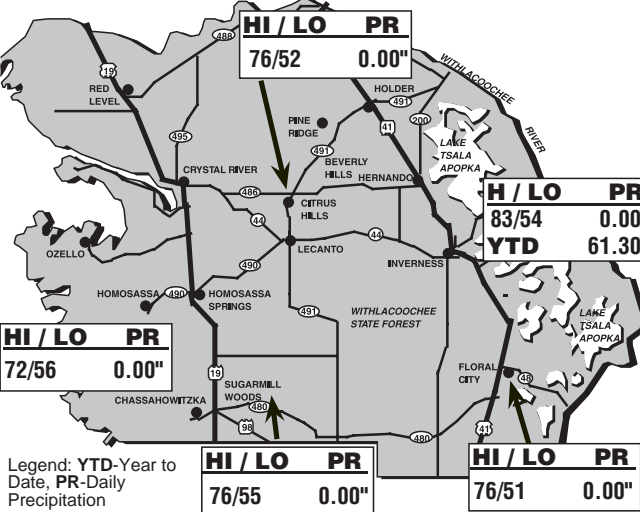 HI / LO PR
76/52 0.00"
488
19
RED
LEVEL
HOLDER
491
WITHLACOOCHEE
RIVER
PINE
RIDGE
41
200
495
491
LAKE
TSALA
APOPKA
BEVERLY
HILLS
CRYSTAL RIVER
HERNANDO
486
H / LO PR
83/54 0.00
YTD 61.30
CITRUS
HILLS
44
44
OZELLO
LECANTO
INVERNESS
490
HOMOSASSA
490
HOMOSASSA
SPRINGS
491
WITHLACOOCHEE
STATE FOREST
LAKE
TSALA
APOPKA
HI / LO PR
72/56 0.00"
19
FLORAL
CITY
48
SUGARMILL
WOODS
CHASSAHOWITZKA
480
98
41
480
Legend: YTD-Year to
Date, PR-Daily
Precipitation
HI / LO PR
76/55 0.00"
HI / LO PR
76/51 0.00"